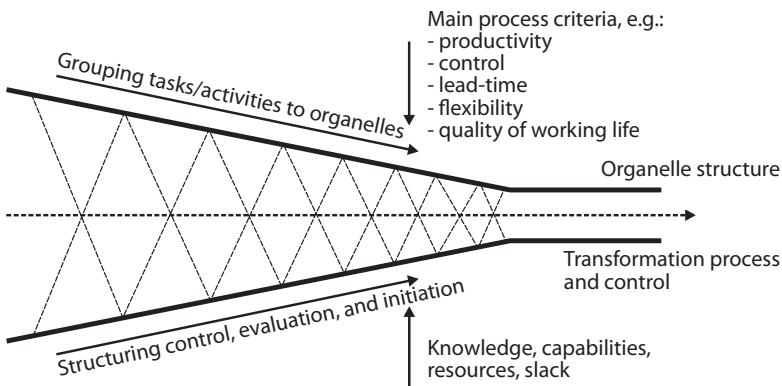 Main process criteria, e.g.:
- productivity
- control
- lead-time
- flexibility
- quality of working life
Grouping tasks/activities to organelles
Organelle structure
Transformation process
and control
Structuring control, evaluation, and initiation
Knowledge, capabilities,
resources, slack